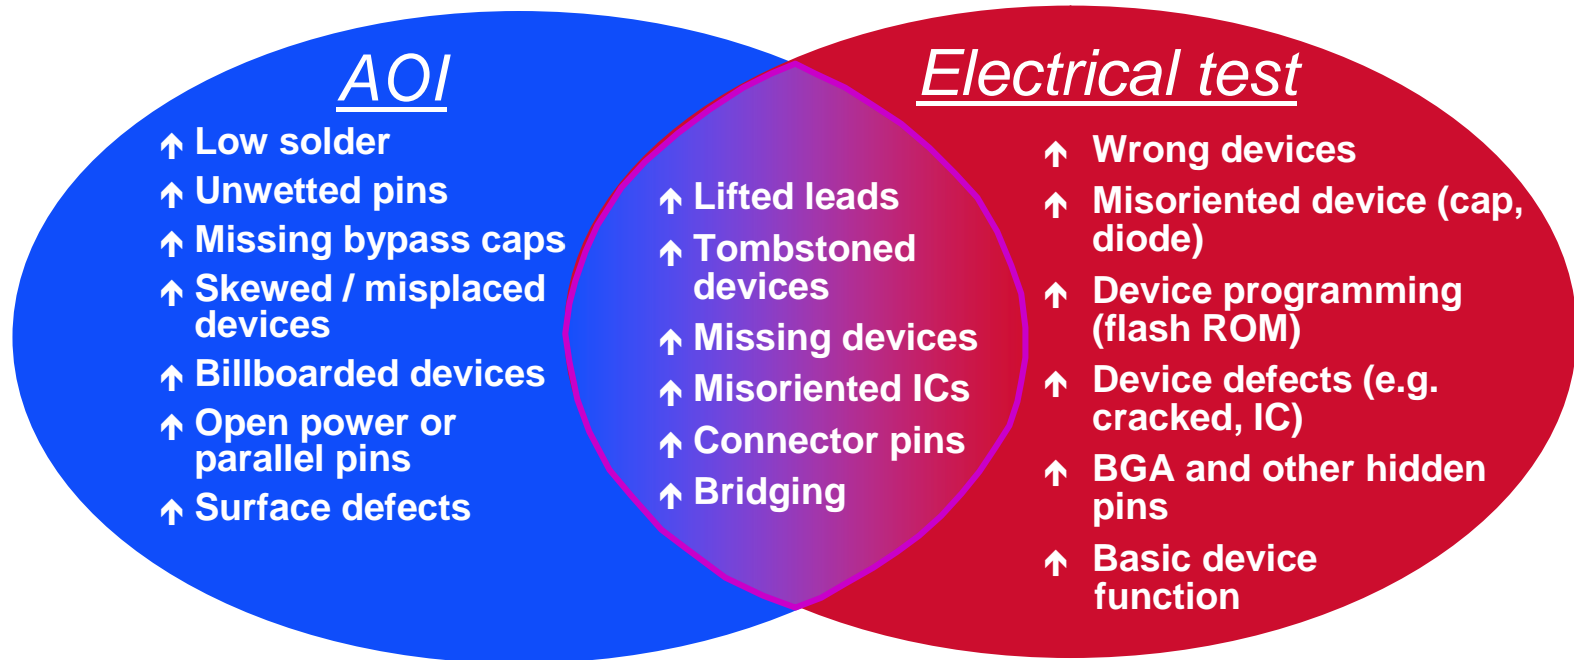 AOI
Low solder
Unwetted pins
Missing bypass caps
Skewed / misplaced
devices
Billboarded devices
Open power or
parallel pins
Surface defects
Lifted leads
Tombstoned
devices
Missing devices
Misoriented ICs
Connector pins
Bridging
Electrical test
Wrong devices
Misoriented device (cap,
diode)
Device programming
(flash ROM)
Device defects (e.g.
cracked, IC)
BGA and other hidden
pins
Basic device
function